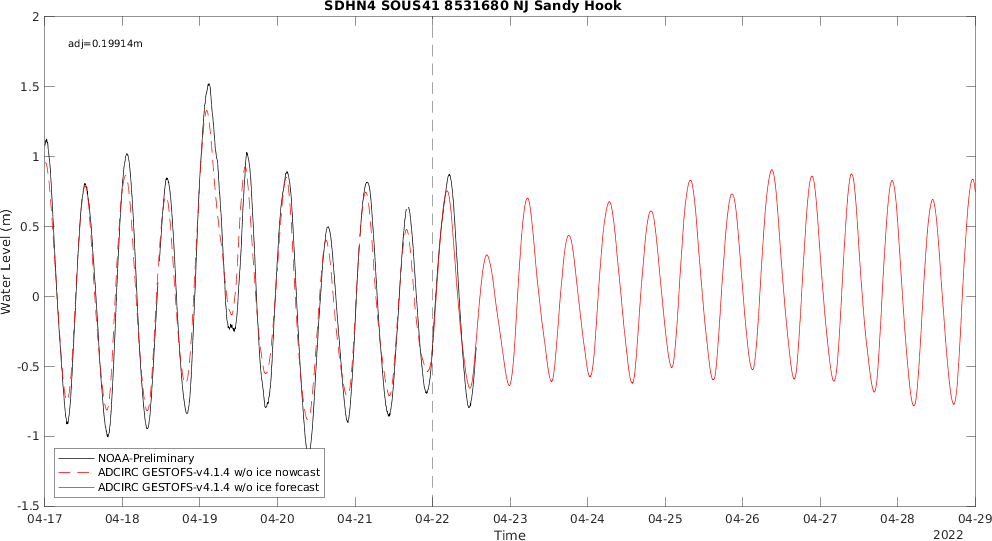 SDHN4 SOUS41 8531680 NJ Sandy Hook
adj=0.19914m
2
1.5
1
0.5
0
-0.5
-1
-1.5
Water Level (m)
NOAA-Preliminary
ADCIRC GESTOFS-v4.1.4 w/o ice nowcast
ADCIRC GESTOFS-v4.1.4 w/o ice forecast
04-17 04-18 04-19 04-20 04-21 04-22 04-23 04-24 04-25 04-26 04-27 04-28 04-29
Time
2022